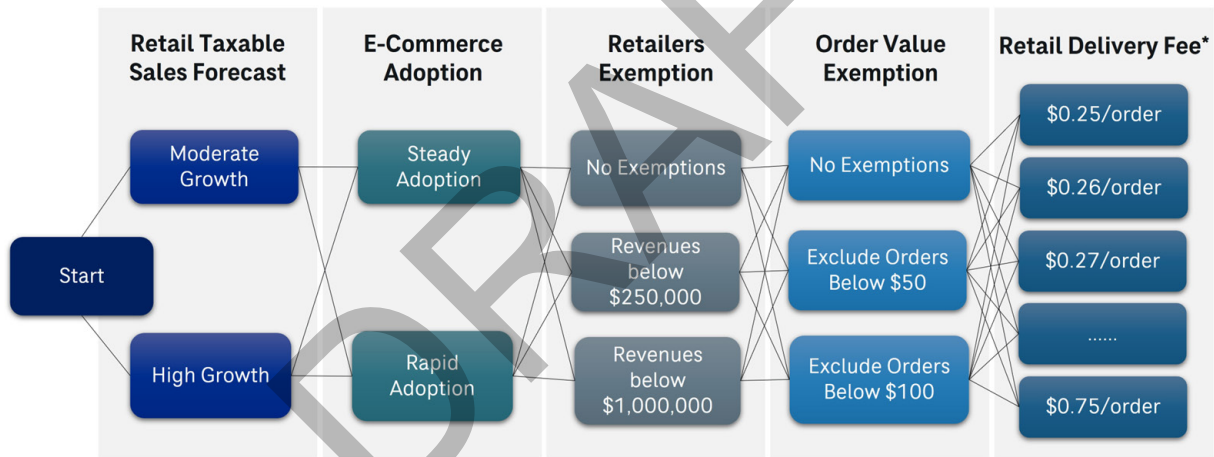 Retail Taxable
Sales Forecast
E-Commerce
Adoption
Retailers
Exemption
Order Value
Exemption
Retail Delivery Fee*
Start
Moderate
Growth
High Growth
Steady
Adoption
Rapid
Adoption
No Exemptions
Revenues
below
$250,000
Revenues
below
$1,000,000
No Exemptions
Exclude Orders
Below $50
Exclude Orders
Below $100
$0.25/order
$0.26/order
$0.27/order
......
$0.75/order
DRAFT